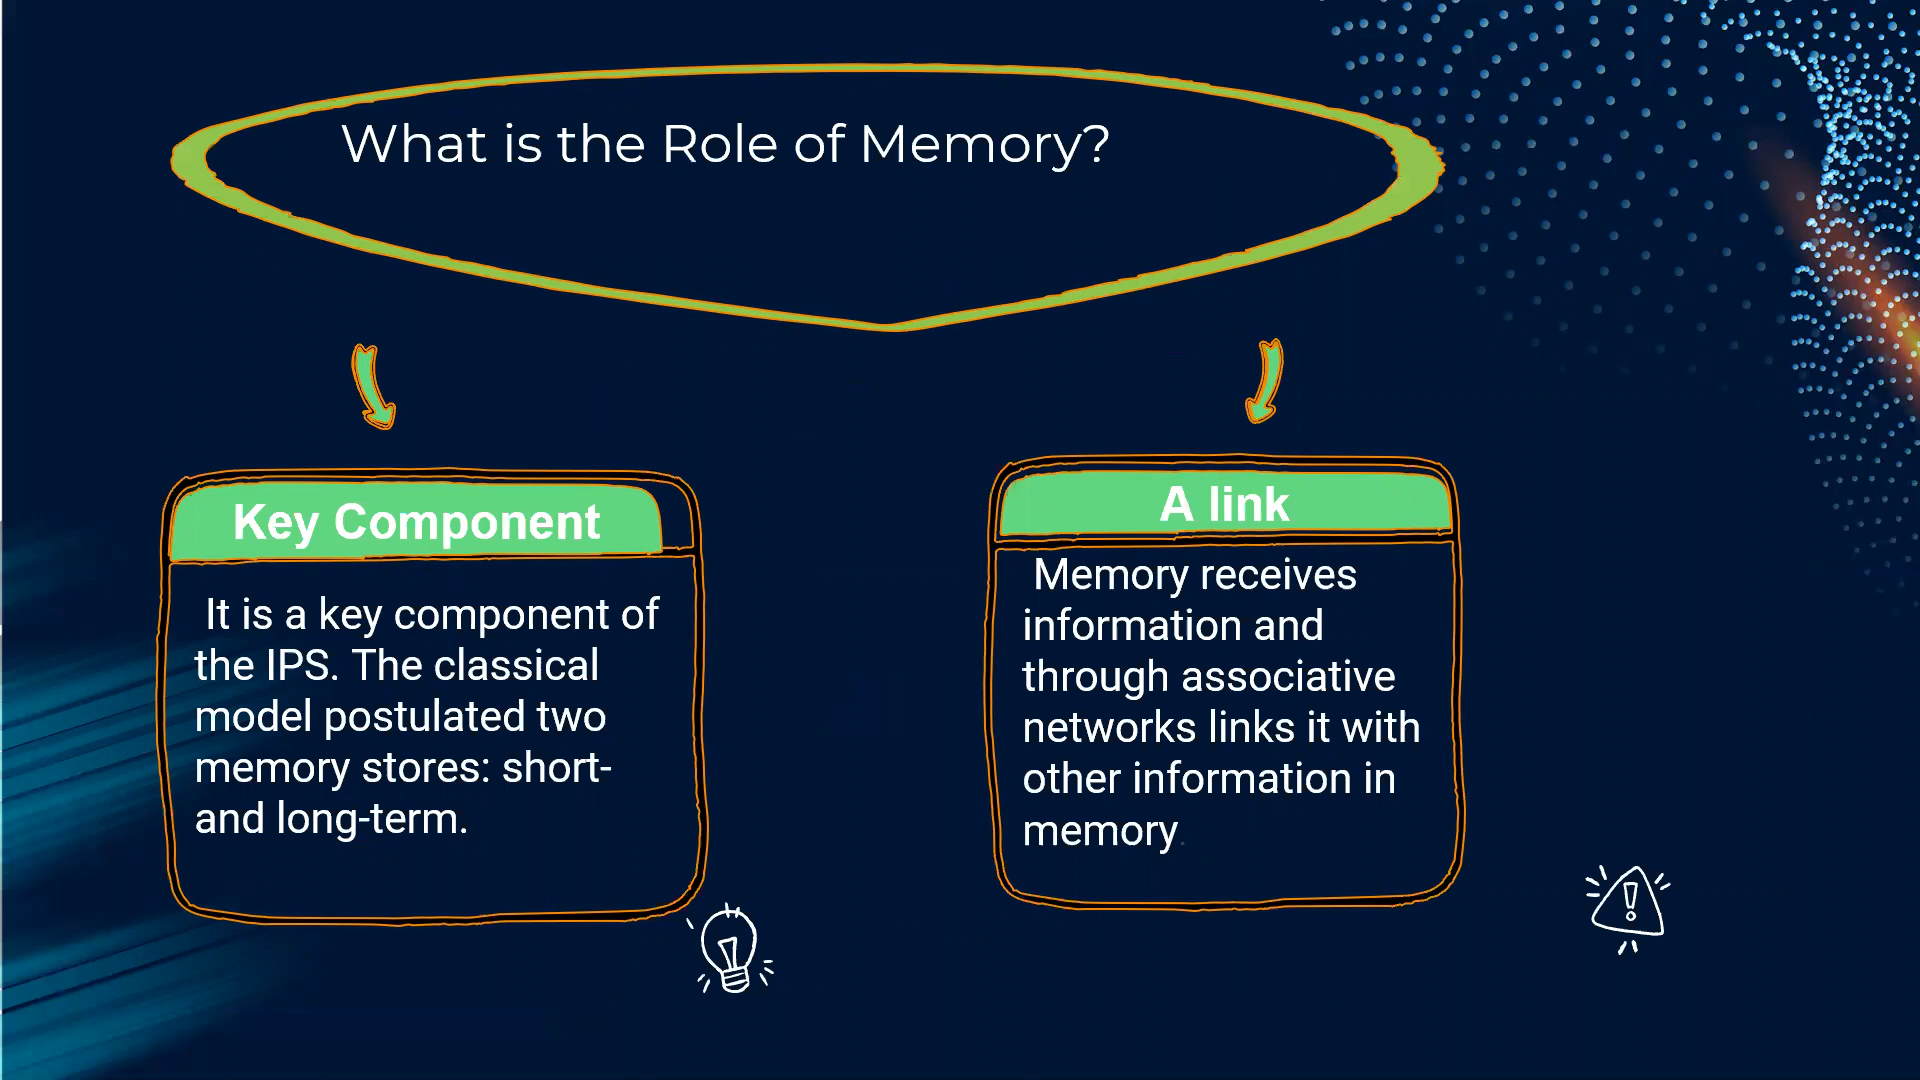 What is the Role of Memory?
Key Component
It is a key component of
the IPS. The classical
model postulated two
memory stores: short-
and long-term.
A link
Memory receives
information and
through associative
networks links it with
other information in
memory.